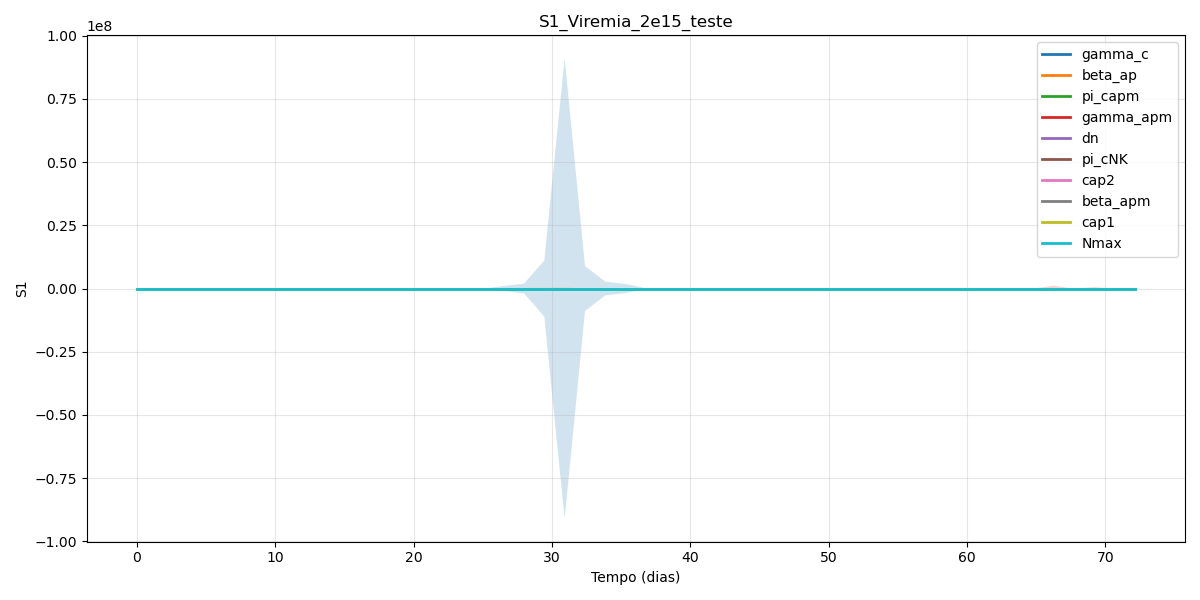 S1_Viremia_2e15_teste
1e8
1.00
0.75
0.50
0.25
0.00
−0.25
−0.50
−0.75
−1.00
S1
gamma_c
beta_ap
pi_capm
gamma_apm
dn
pi_cNK
cap2
beta_apm
cap1
Nmax
0 10 20 30 40 50 60 70
Tempo (dias)